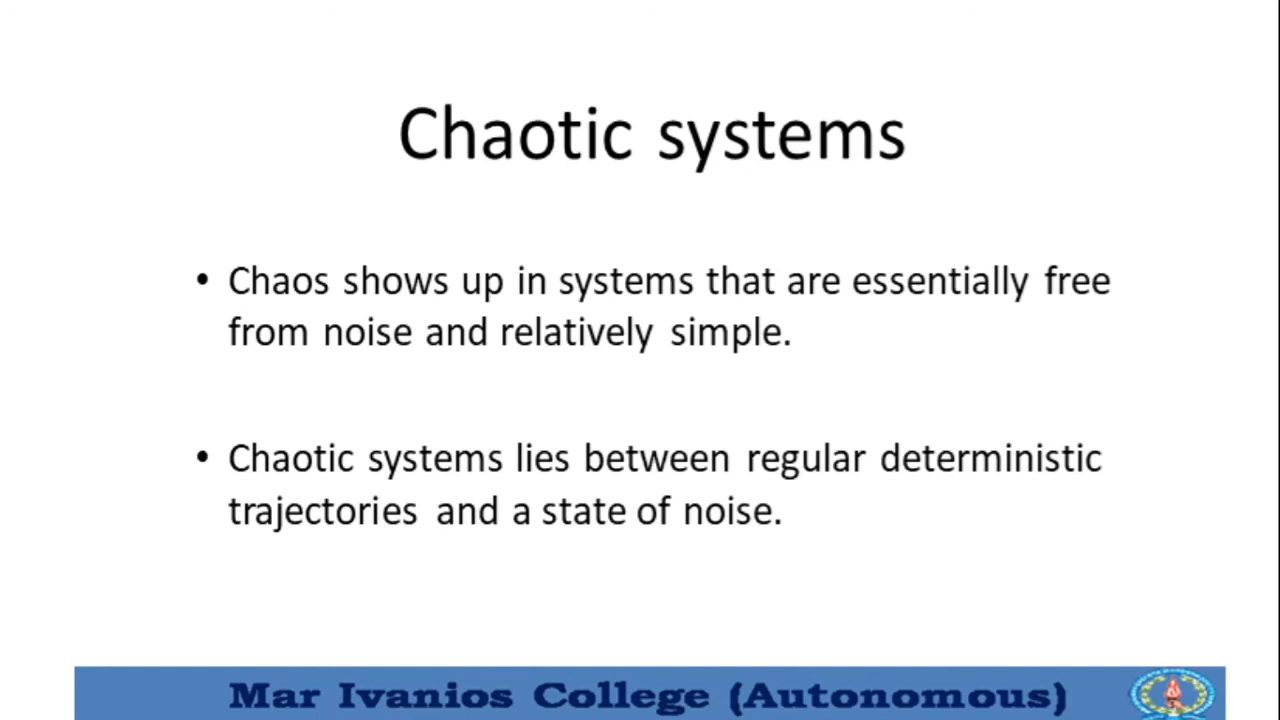 Chaotic systems
• Chaos shows up in systems that are essentially free
from noise and relatively simple.
• Chaotic systems lies between regular deterministic
trajectories and a state of noise.
Mar Ivanios College (Autonomous)